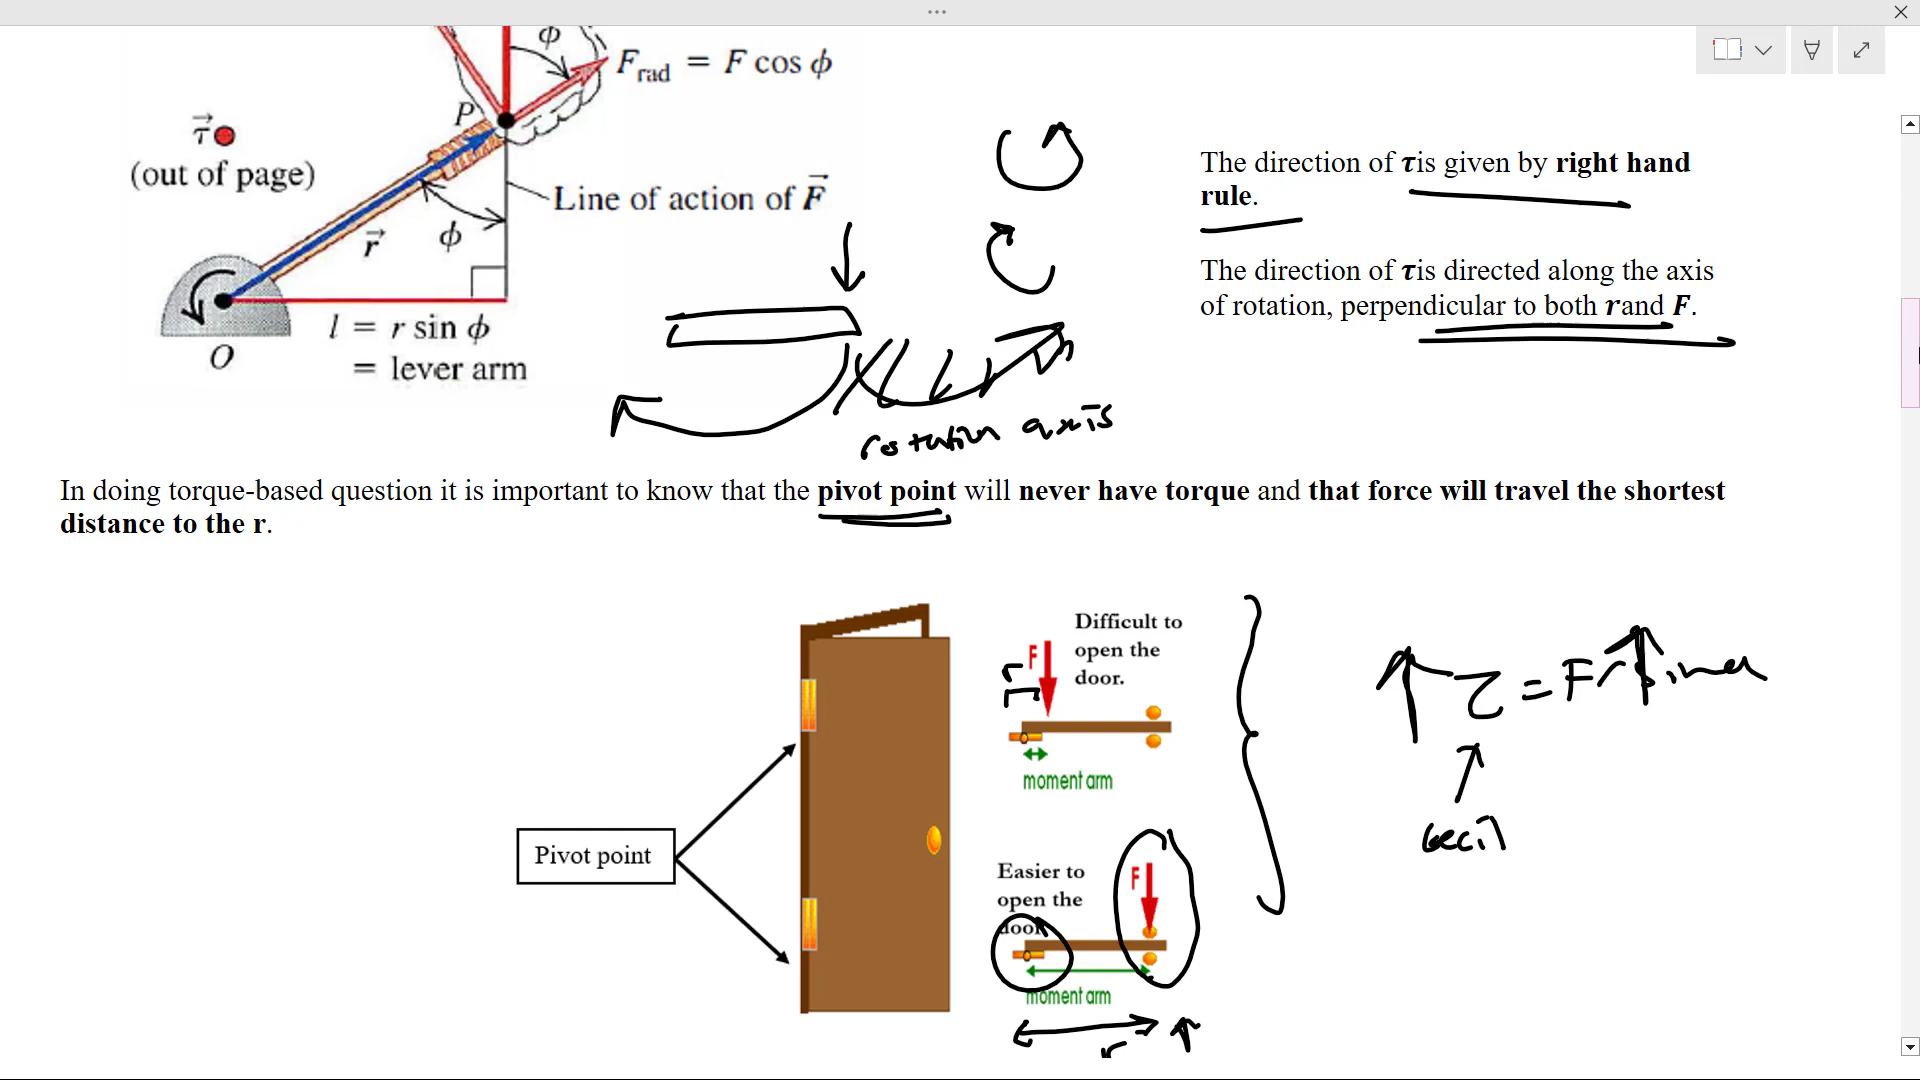 ϕ
F_rad = F cos ϕ
P
τ⃗
(out of page)
Line of action of F⃗
r⃗
ϕ
l = r sin ϕ
= lever arm
O
The direction of τis given by right hand
rule.
The direction of τis directed along the axis
of rotation, perpendicular to both rand F.
rotation axis
In doing torque-based question it is important to know that the pivot point will never have torque and that force will travel the shortest
distance to the r.
Difficult to
open the
door.
F
r
moment arm
Pivot point
Easier to
open the
door
F
moment arm
r
τ = F r